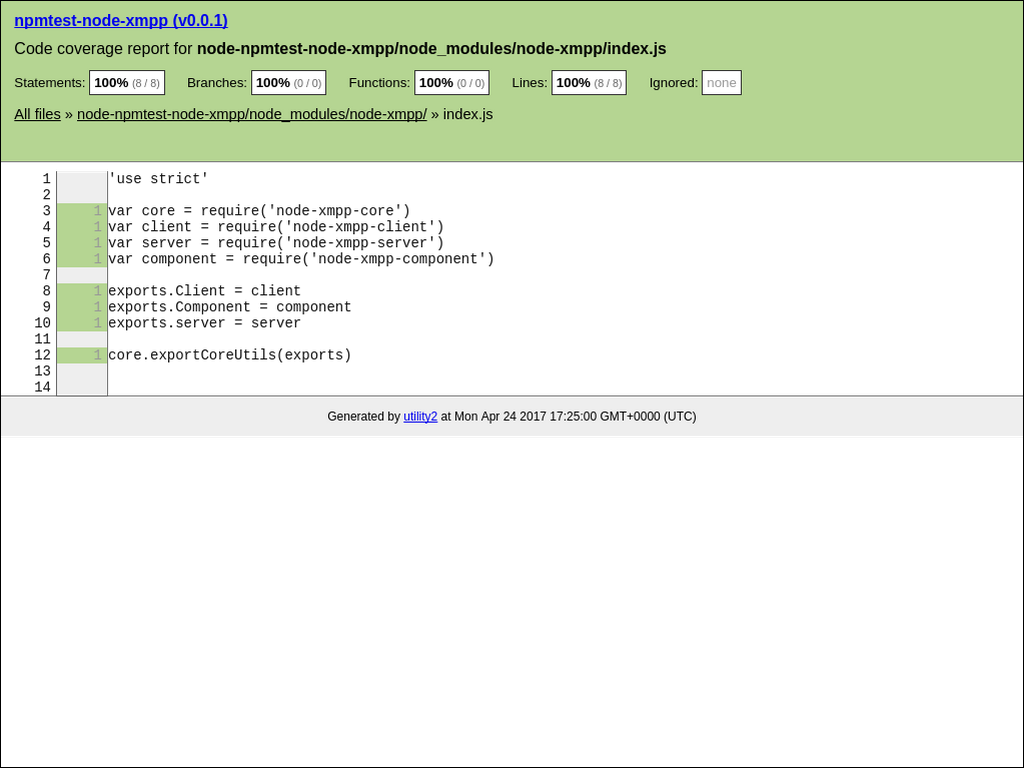 npmtest-node-xmpp (v0.0.1)
Code coverage report for node-npmtest-node-xmpp/node_modules/node-xmpp/index.js
Statements: 100% (8 / 8) Branches: 100% (0 / 0) Functions: 100% (0 / 0) Lines: 100% (8 / 8) Ignored: none
All files » node-npmtest-node-xmpp/node_modules/node-xmpp/ » index.js
1 'use strict'
2
3 1 var core = require('node-xmpp-core')
4 1 var client = require('node-xmpp-client')
5 1 var server = require('node-xmpp-server')
6 1 var component = require('node-xmpp-component')
7
8 1 exports.Client = client
9 1 exports.Component = component
10 1 exports.server = server
11
12 1 core.exportCoreUtils(exports)
13
14
Generated by utility2 at Mon Apr 24 2017 17:25:00 GMT+0000 (UTC)